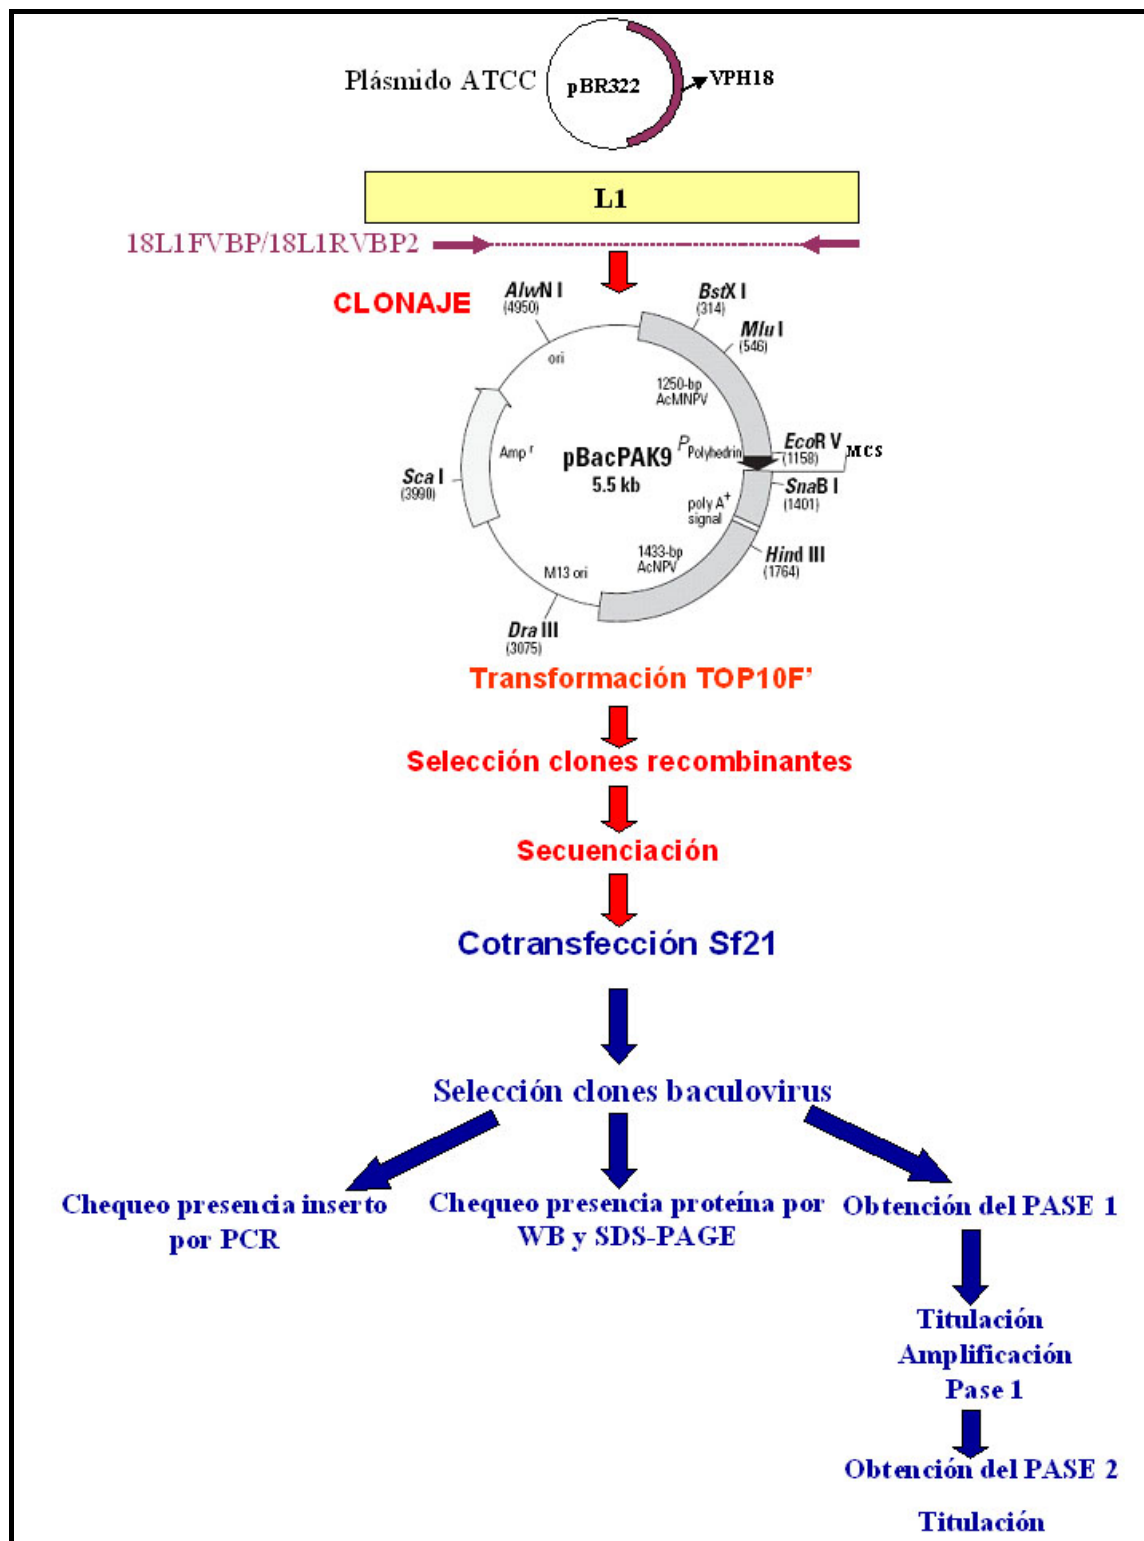 Plásmido ATCC
pBR322
VPH18
L1
18L1FVBP/18L1RVBP2
CLONAJE
AlwN I
(4950)
BstX I
(314)
Mlu I
(546)
ori
1250-bp
AcMNPV
Amp r
pBacPAK9
5.5 kb
P Polyhedrin
EcoR V
(1158)
MCS
Sca I
(3990)
SnaB I
(1401)
poly A+
signal
Hind III
(1764)
1433-bp
AcNPV
M13 ori
Dra III
(3075)
Transformación TOP10F'
Selección clones recombinantes
Secuenciación
Cotransfección Sf21
Selección clones baculovirus
Chequeo presencia inserto
por PCR
Chequeo presencia proteína por
WB y SDS-PAGE
Obtención del PASE 1
Titulación
Amplificación
Pase 1
Obtención del PASE 2
Titulación